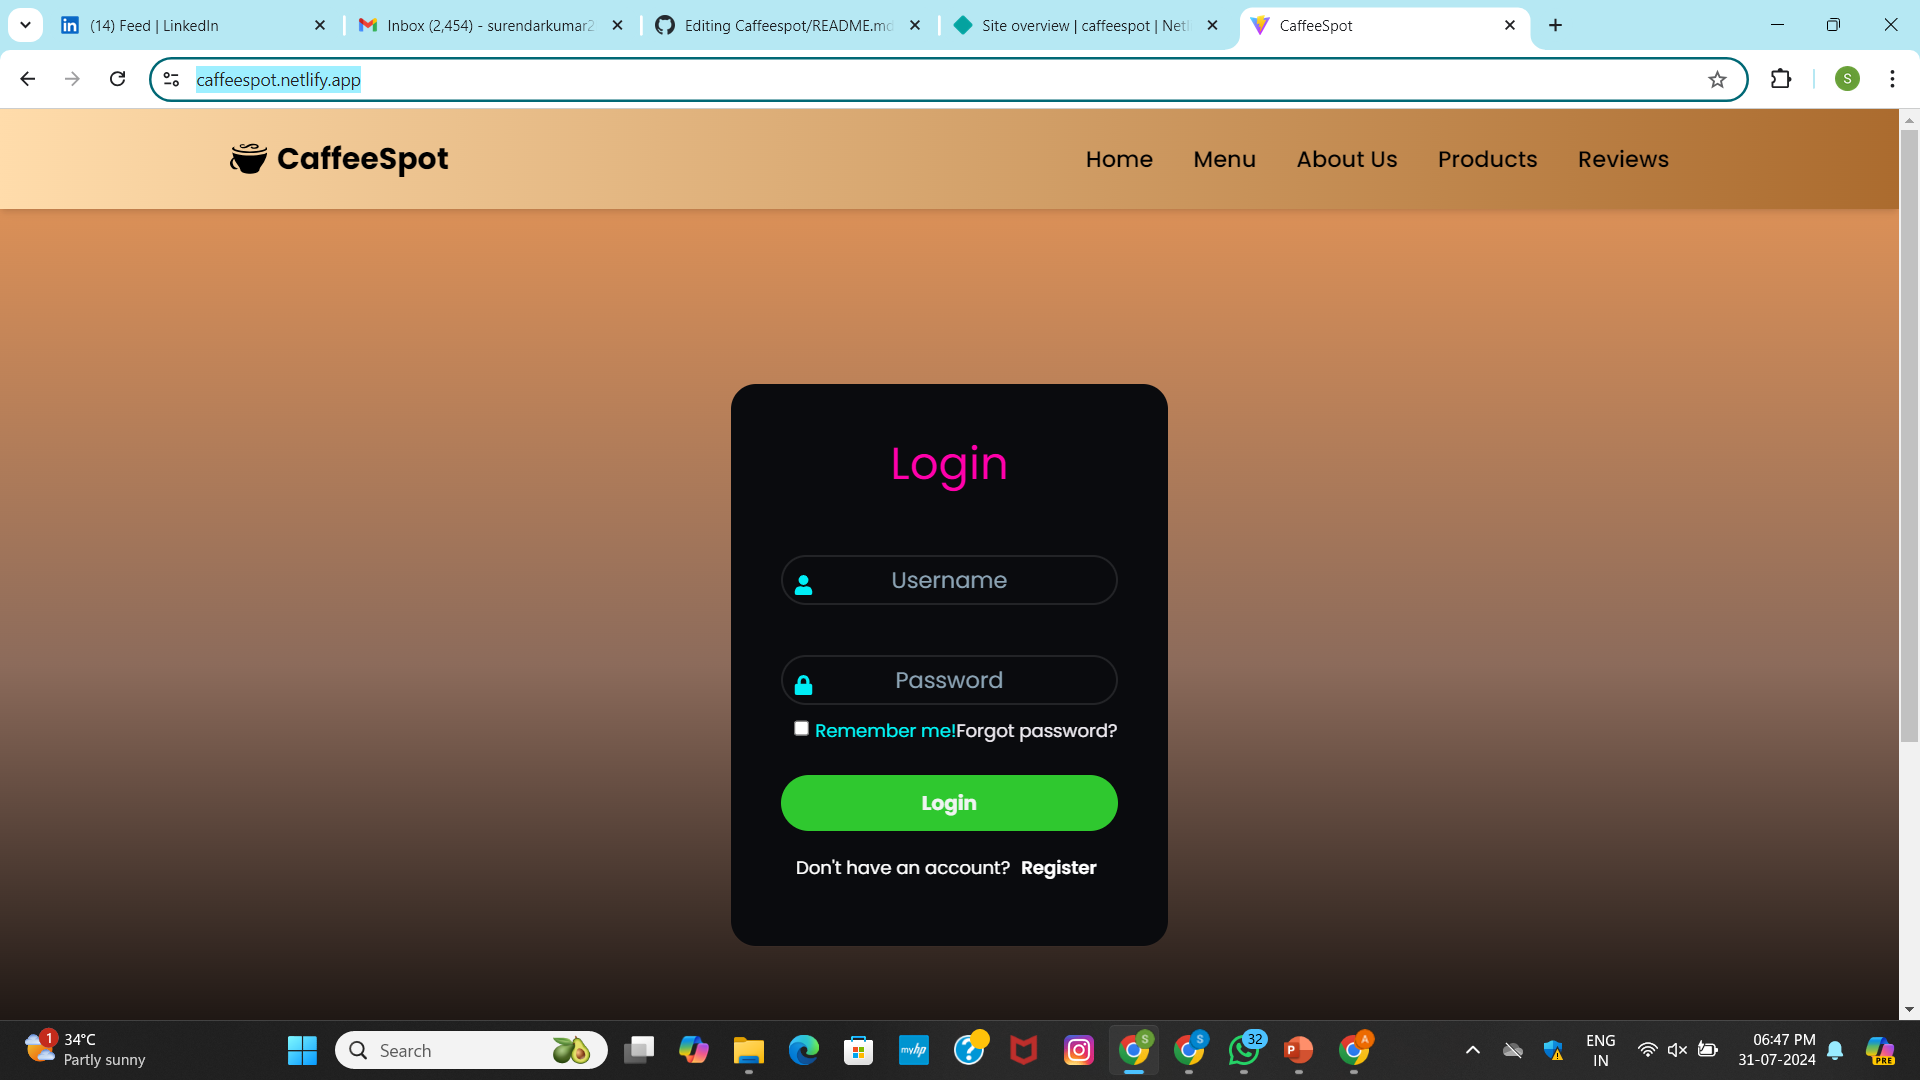 (14) Feed | LinkedIn
Inbox (2,454) - surendarkumar2
Editing Caffeespot/README.md
Site overview | caffeespot | Netl
CaffeeSpot
caffeespot.netlify.app
S
CaffeeSpot
Home
Menu
About Us
Products
Reviews
Login
Username
Password
Remember me!Forgot password?
Login
Don't have an account? Register
1
34°C
Partly sunny
Search
myhp
S
S
32
P
A
ENG
IN
06:47 PM
31-07-2024
PRE